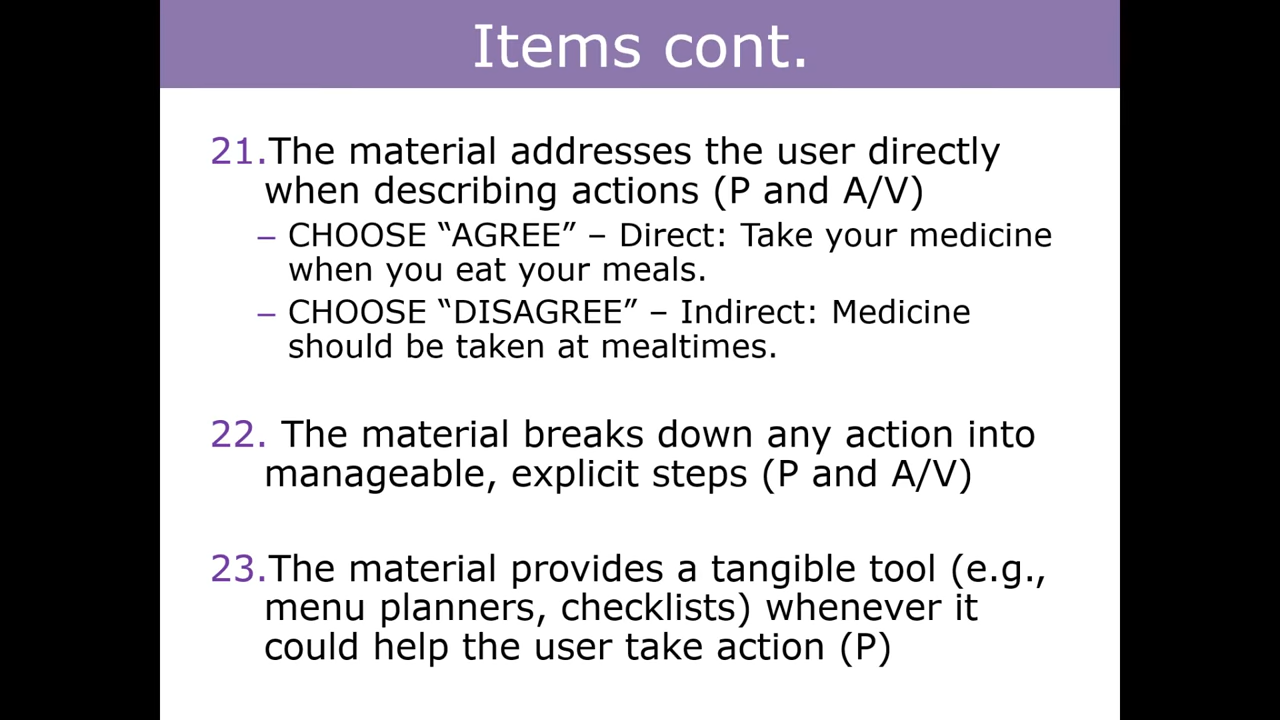 Items cont.
21.The material addresses the user directly
when describing actions (P and A/V)
– CHOOSE “AGREE” – Direct: Take your medicine
when you eat your meals.
– CHOOSE “DISAGREE” – Indirect: Medicine
should be taken at mealtimes.
22. The material breaks down any action into
manageable, explicit steps (P and A/V)
23.The material provides a tangible tool (e.g.,
menu planners, checklists) whenever it
could help the user take action (P)